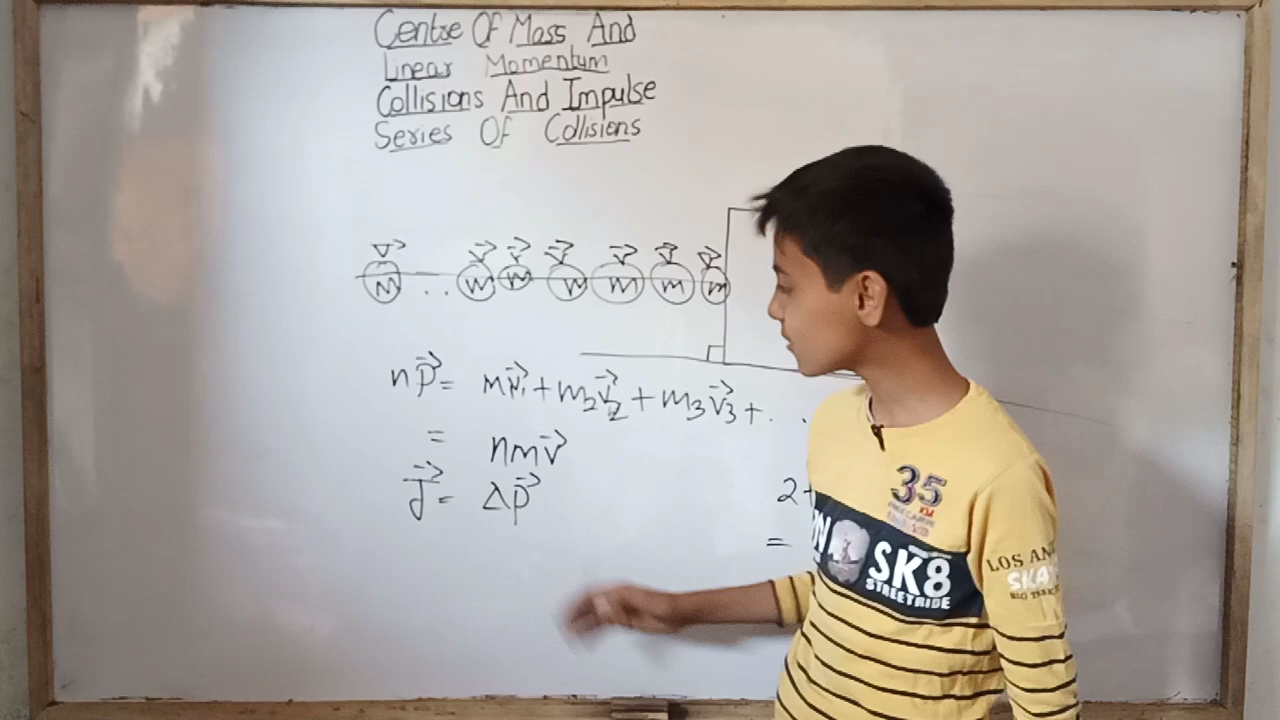 Centre Of Mass And
Linear Momentum
Collisions And Impulse
Series Of Collisions
v⃗ v⃗ v⃗ v⃗ v⃗ v⃗ v⃗
m .. m m m m m m
np⃗ = mv⃗₁ + m₂v⃗₂ + m₃v⃗₃ + . .
= nmv⃗
J⃗ = Δp⃗
2+
=
35
KM
SK8
STREETRIDE
LOS AN
SKA